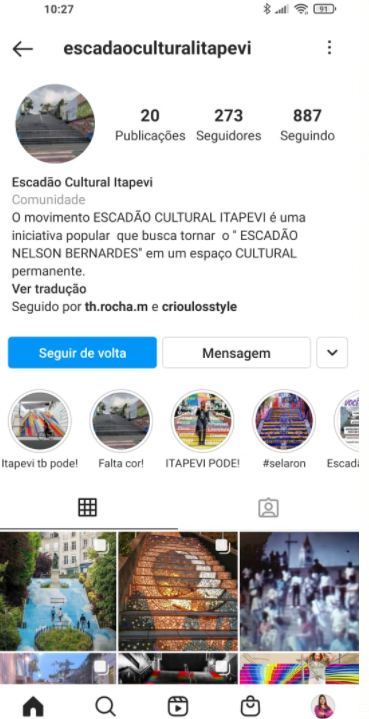 10:27
91
escadaoculturalitapevi
20 273 887
Publicações Seguidores Seguindo
Escadão Cultural Itapevi
Comunidade
O movimento ESCADÃO CULTURAL ITAPEVI é uma
iniciativa popular que busca tornar o " ESCADÃO
NELSON BERNARDES" em um espaço CULTURAL
permanente.
Ver tradução
Seguido por th.rocha.m e crioulosstyle
Seguir de volta Mensagem
Itapevi tb pode! Falta cor! ITAPEVI PODE! #selaron